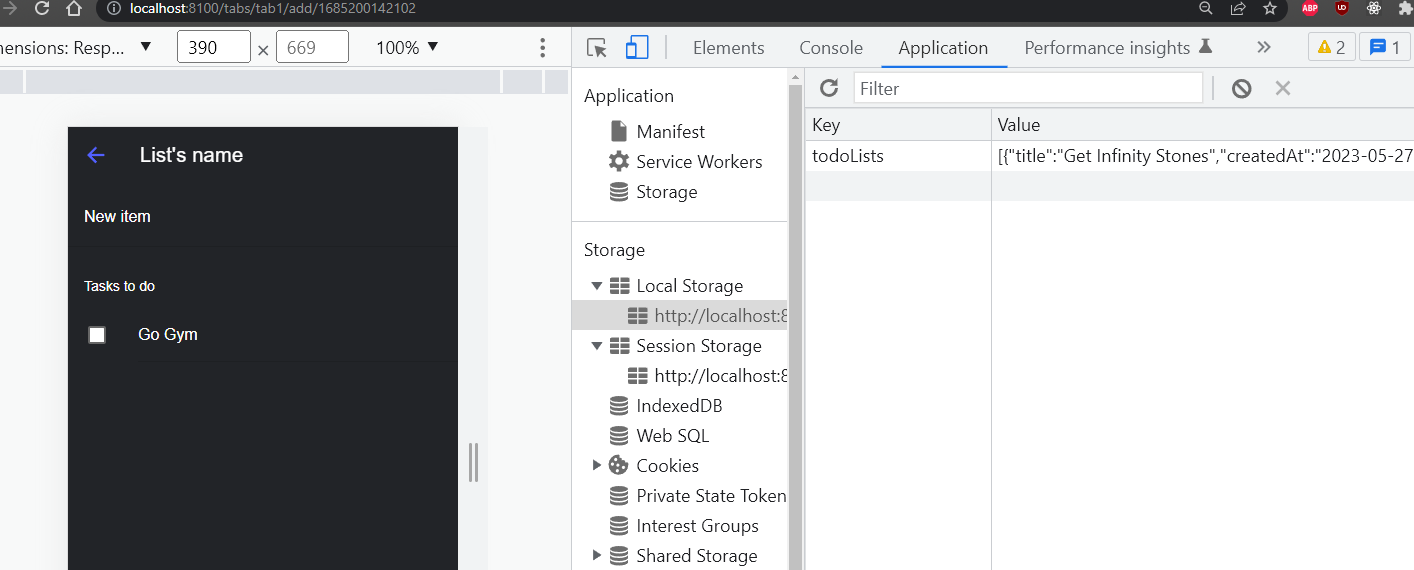 localhost:8100/tabs/tab1/add/1685200142102
ABP
UD
nensions: Resp... ▼ 390 × 669 100% ▼
Elements Console Application Performance insights
2
1
List's name
New item
Tasks to do
Go Gym
Application
Manifest
Service Workers
Storage
Storage
Local Storage
http://localhost:8
Session Storage
http://localhost:8
IndexedDB
Web SQL
Cookies
Private State Token
Interest Groups
Shared Storage
Filter
Key Value
todoLists [{"title":"Get Infinity Stones","createdAt":"2023-05-27